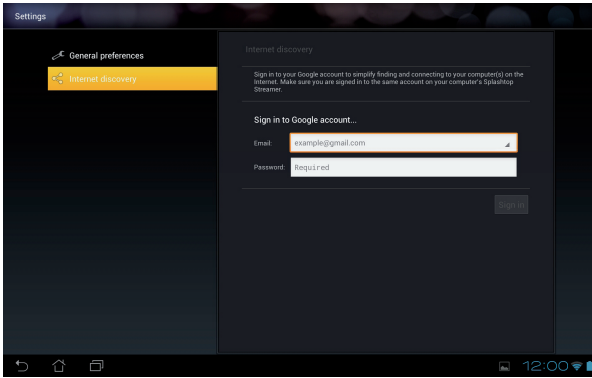 Settings
General preferences
Internet discovery
Internet discovery
Sign in to your Google account to simplify finding and connecting to your computer(s) on the
Internet. Make sure you are signed in to the same account on your computer's Splashtop
Streamer.
Sign in to Google account...
Email: example@gmail.com
Password: Required
Sign in
12:00